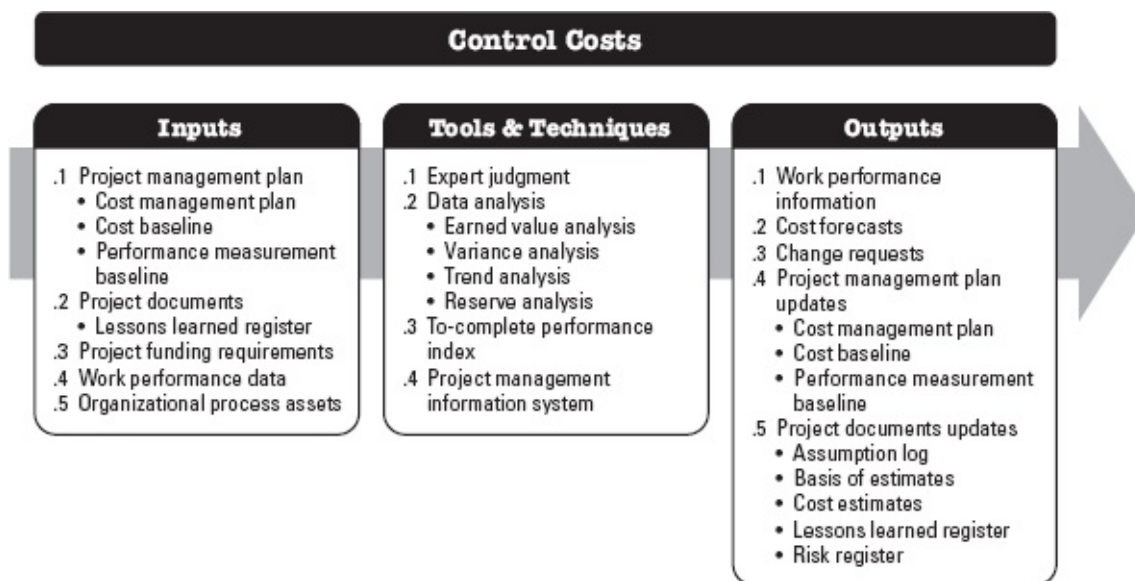 Control Costs
Inputs
.1 Project management plan
• Cost management plan
• Cost baseline
• Performance measurement
baseline
.2 Project documents
• Lessons learned register
.3 Project funding requirements
.4 Work performance data
.5 Organizational process assets
Tools & Techniques
.1 Expert judgment
.2 Data analysis
• Earned value analysis
• Variance analysis
• Trend analysis
• Reserve analysis
.3 To-complete performance
index
.4 Project management
information system
Outputs
.1 Work performance
information
.2 Cost forecasts
.3 Change requests
.4 Project management plan
updates
• Cost management plan
• Cost baseline
• Performance measurement
baseline
.5 Project documents updates
• Assumption log
• Basis of estimates
• Cost estimates
• Lessons learned register
• Risk register